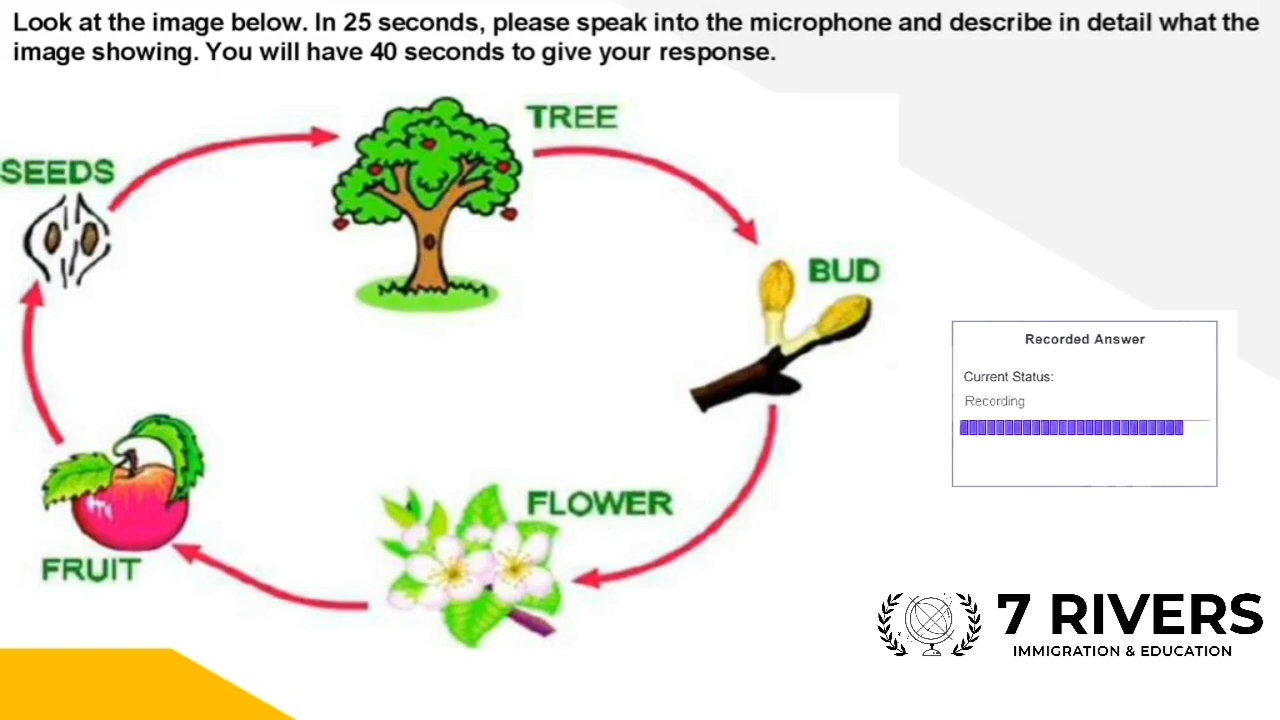 Look at the image below. In 25 seconds, please speak into the microphone and describe in detail what the
image showing. You will have 40 seconds to give your response.
TREE
SEEDS
BUD
Recorded Answer
Current Status:
Recording
FLOWER
FRUIT
7 RIVERS
IMMIGRATION & EDUCATION